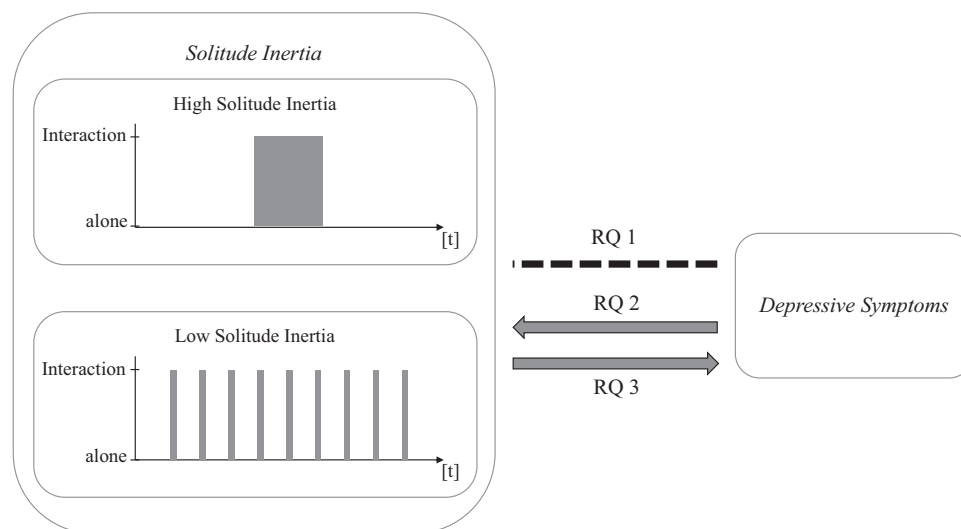 Solitude Inertia
High Solitude Inertia
Interaction
alone
[t]
Low Solitude Inertia
Interaction
alone
[t]
RQ 1
RQ 2
RQ 3
Depressive Symptoms